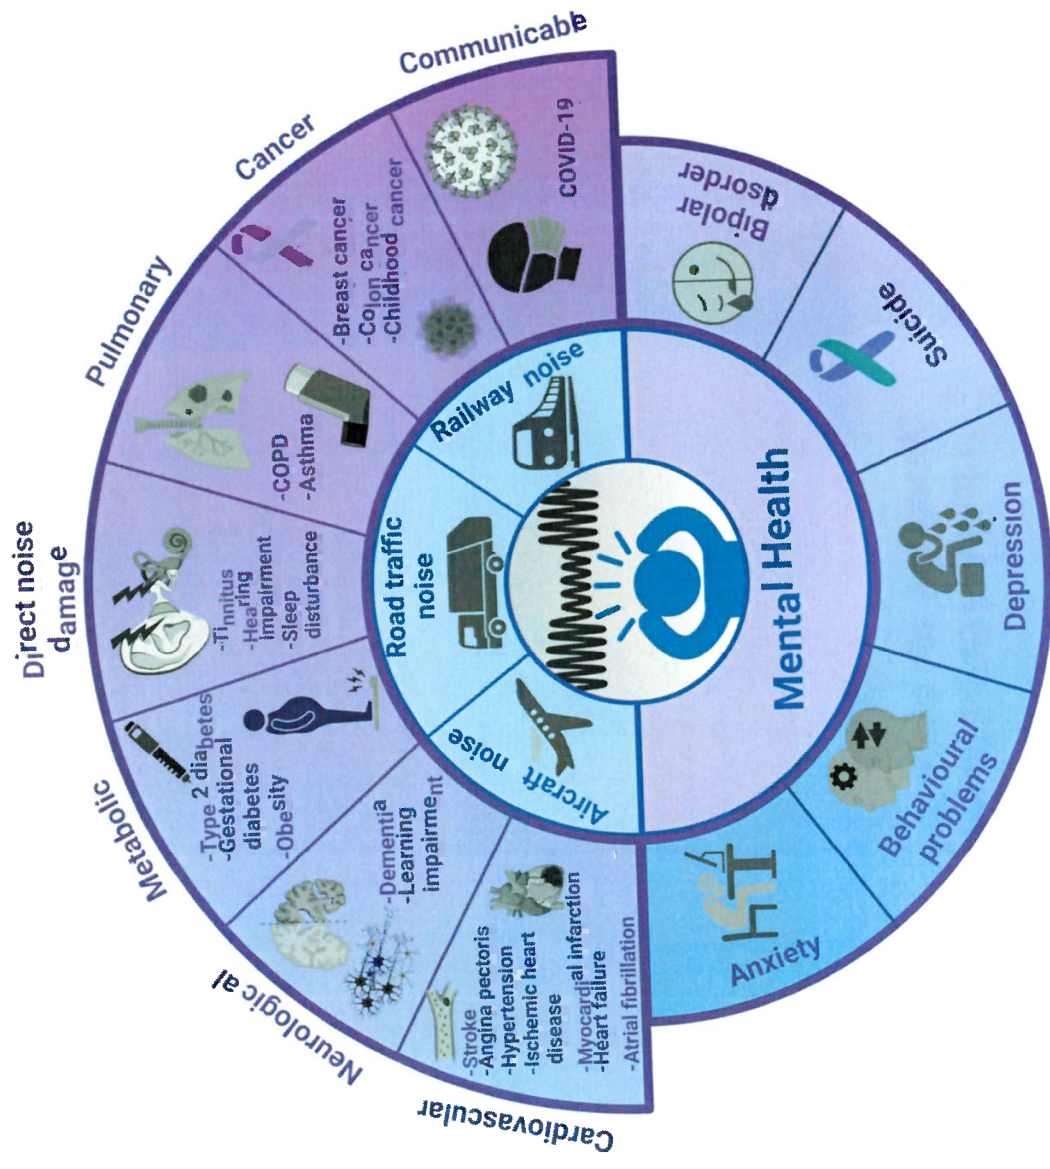 Communicable
COVID-19
Cancer
-Breast cancer
-Colon cancer
-Childhood cancer
Pulmonary
-COPD
-Asthma
Direct noise
damage
-Tinnitus
-Hearing
impairment
-Sleep
disturbance
Metabolic
-Type 2 diabetes
-Gestational
diabetes
-Obesity
Neurological
-Dementia
-Learning
impairment
Cardiovascular
-Stroke
-Angina pectoris
-Hypertension
-Ischemic heart
disease
-Myocardial infarction
-Heart failure
-Atrial fibrillation
Railway noise
Road traffic
noise
Aircraft noise
Mental Health
Bipolar
disorder
Suicide
Depression
Behavioural
problems
Anxiety